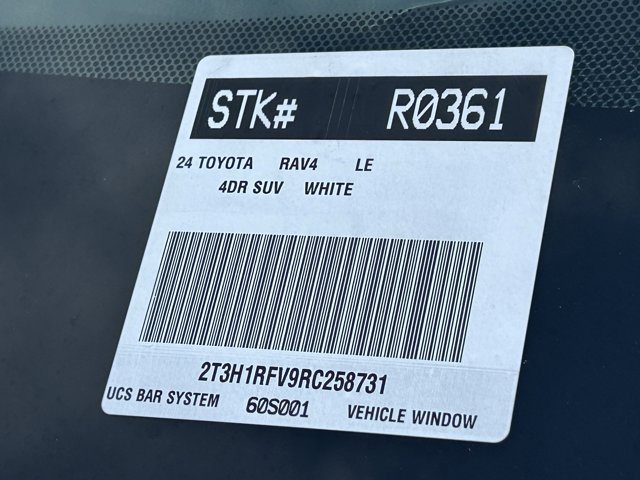 STK# R0361
24 TOYOTA RAV4 LE
4DR SUV WHITE
2T3H1RFV9RC258731
UCS BAR SYSTEM 60S001 VEHICLE WINDOW